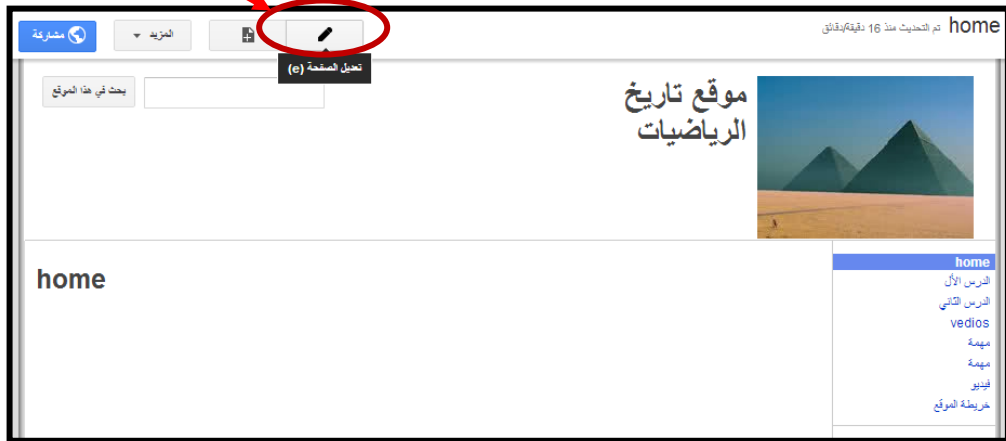 home تم التحديث منذ 16 دقيقة/دقائق
المزيد
مشاركة
تعديل الصفحة (e)
موقع تاريخ
الرياضيات
بحث في هذا الموقع
home
home
الدرس الأل
الدرس الثاني
vedios
مهمة
مهمة
فيديو
خريطة الموقع